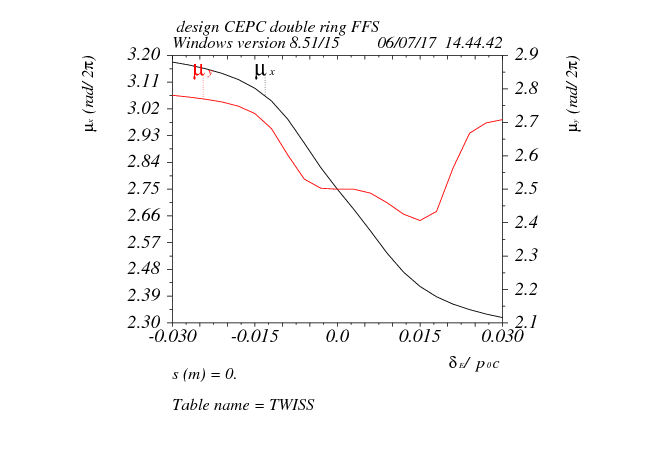 design CEPC double ring FFS
Windows version 8.51/15 06/07/17 14.44.42
3.20 2.9
μy μx
3.11 2.8
3.02 2.7
2.93 2.6
2.84
2.75 2.5
2.66 2.4
2.57 2.3
2.48 2.2
2.39
2.30 2.1
μx (rad/ 2π)
μy (rad/ 2π)
-0.030 -0.015 0.0 0.015 0.030
δE/ p0c
s (m) = 0.
Table name = TWISS